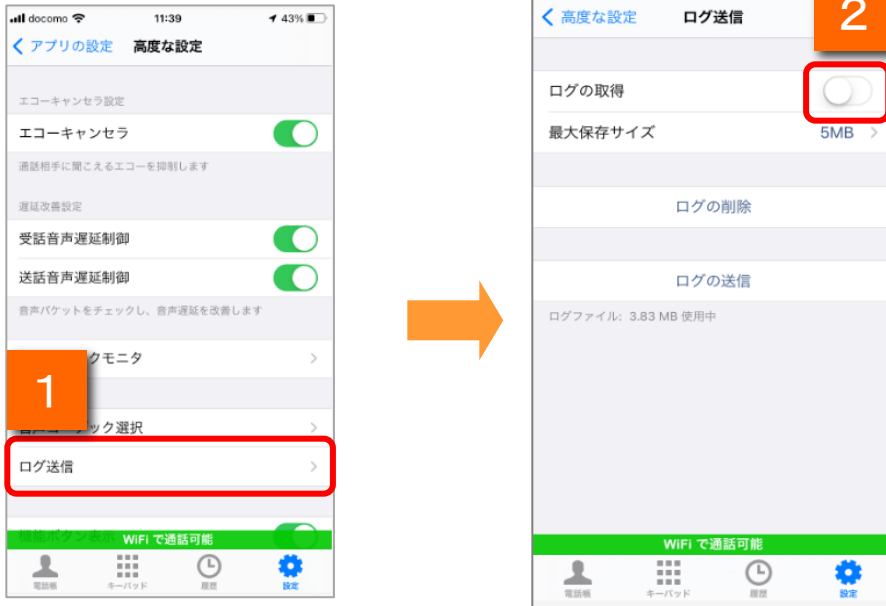 docomo 11:39 43%
アプリの設定 高度な設定
エコーキャンセラ設定
エコーキャンセラ
通話相手に聞こえるエコーを抑制します
遅延改善設定
受話音声遅延制御
送話音声遅延制御
音声パケットをチェックし、音声遅延を改善します
クモニタ
1
ック選択
ログ送信
機能ボタン表示
WiFi で通話可能
電話帳 キーパッド 履歴 設定
高度な設定 ログ送信
2
ログの取得
最大保存サイズ 5MB
ログの削除
ログの送信
ログファイル: 3.83 MB 使用中
WiFi で通話可能
電話帳 キーパッド 履歴 設定